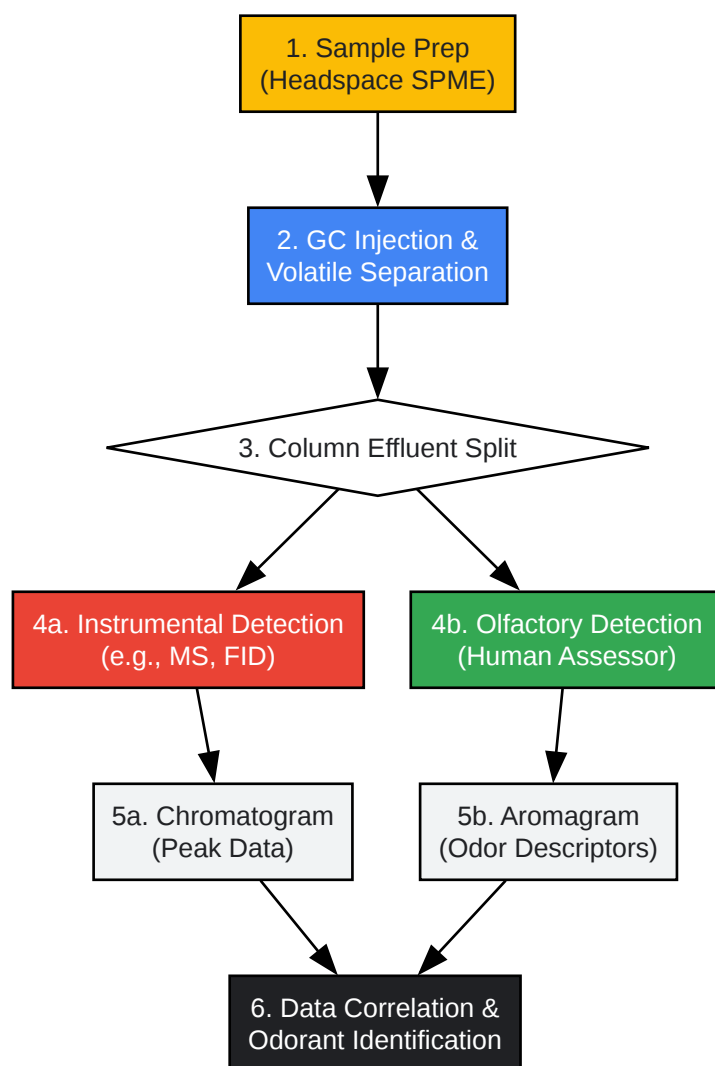 1. Sample Prep
(Headspace SPME)
2. GC Injection &
Volatile Separation
3. Column Effluent Split
4a. Instrumental Detection
(e.g., MS, FID)
4b. Olfactory Detection
(Human Assessor)
5a. Chromatogram
(Peak Data)
5b. Aromagram
(Odor Descriptors)
6. Data Correlation &
Odorant Identification